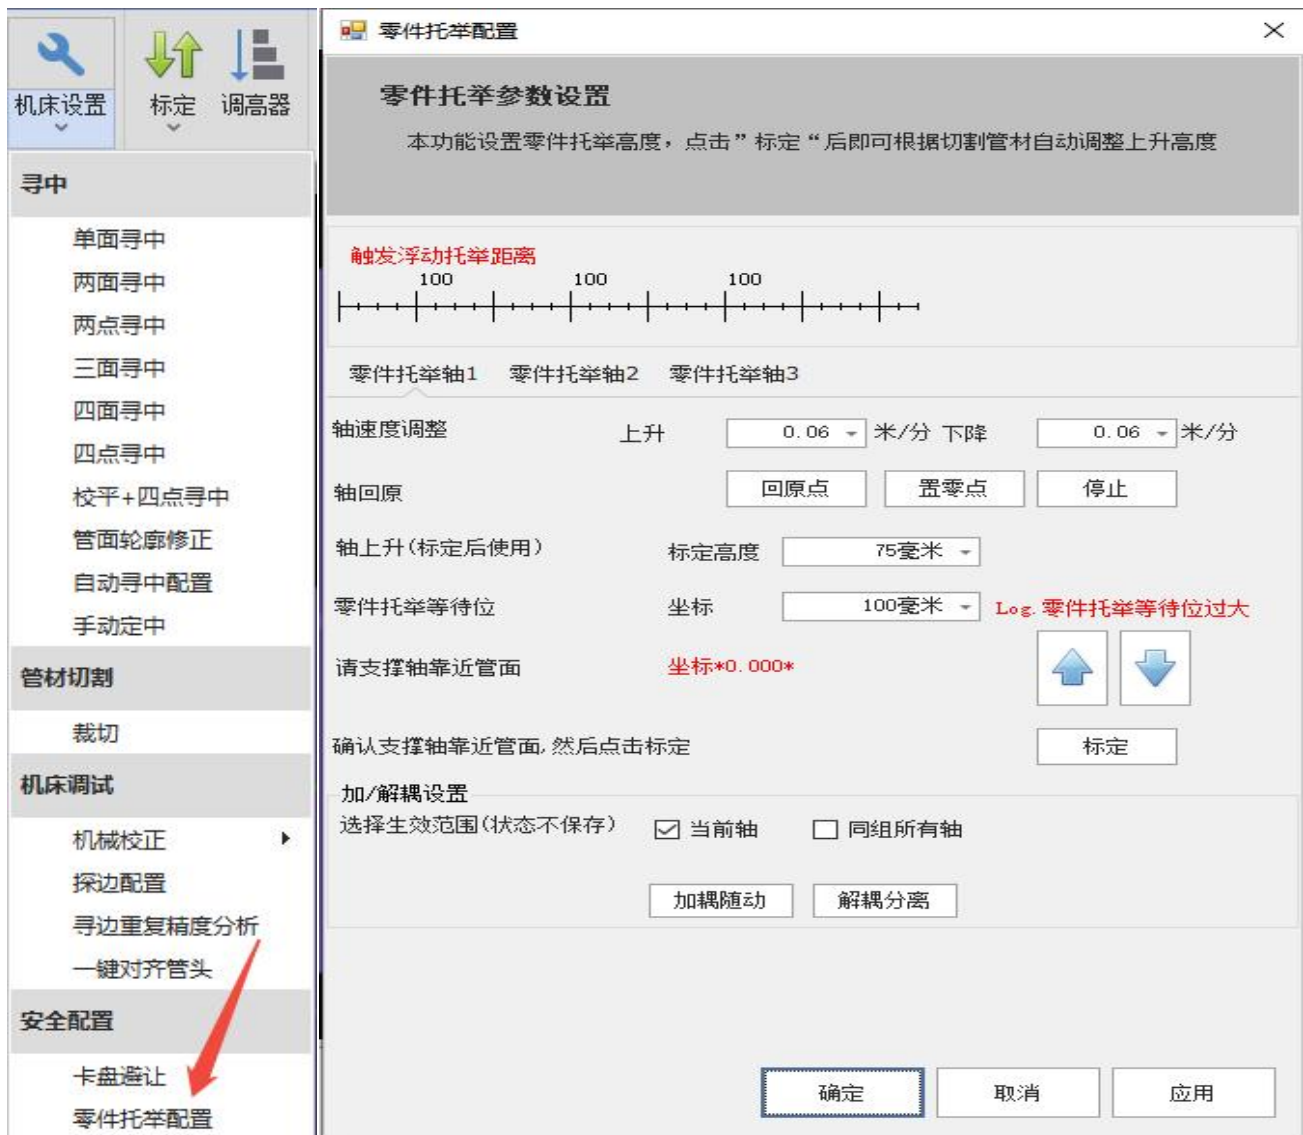 机床设置
标定
调高器
寻中
单面寻中
两面寻中
两点寻中
三面寻中
四面寻中
四点寻中
校平+四点寻中
管面轮廓修正
自动寻中配置
手动定中
管材切割
裁切
机床调试
机械校正
探边配置
寻边重复精度分析
一键对齐管头
安全配置
卡盘避让
零件托举配置
零件托举配置
零件托举参数设置
本功能设置零件托举高度，点击”标定“后即可根据切割管材自动调整上升高度
触发浮动托举距离
100 100 100
零件托举轴1 零件托举轴2 零件托举轴3
轴速度调整 上升 0.06 米/分 下降 0.06 米/分
轴回原 回原点 置零点 停止
轴上升(标定后使用) 标定高度 75毫米
零件托举等待位 坐标 100毫米 Log.零件托举等待位过大
请支撑轴靠近管面 坐标*0.000*
确认支撑轴靠近管面,然后点击标定 标定
加/解耦设置
选择生效范围(状态不保存) 当前轴 同组所有轴
加耦随动 解耦分离
确定 取消 应用